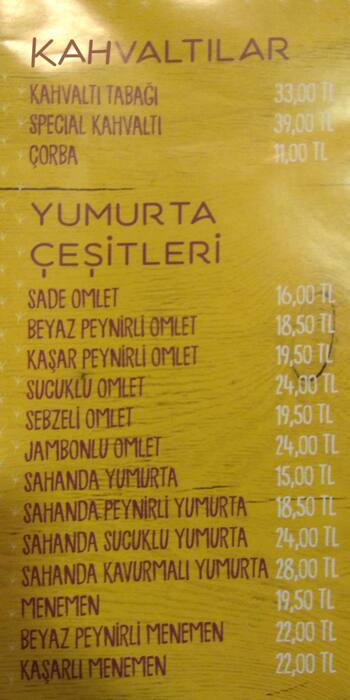 KAHVALTILAR
KAHVALTI TABAĞI 33,00 TL
SPECIAL KAHVALTI 39,00 TL
ÇORBA 11,00 TL
YUMURTA
ÇEŞİTLERİ
SADE OMLET 16,00 TL
BEYAZ PEYNİRLİ OMLET 18,50 TL
KAŞAR PEYNİRLİ OMLET 19,50 TL
SUCUKLU OMLET 24,00 TL
SEBZELİ OMLET 19,50 TL
JAMBONLU OMLET 24,00 TL
SAHANDA YUMURTA 15,00 TL
SAHANDA PEYNİRLİ YUMURTA 18,50 TL
SAHANDA SUCUKLU YUMURTA 24,00 TL
SAHANDA KAVURMALI YUMURTA 28,00 TL
MENEMEN 19,50 TL
BEYAZ PEYNİRLİ MENEMEN 22,00 TL
KAŞARLI MENEMEN 22,00 TL